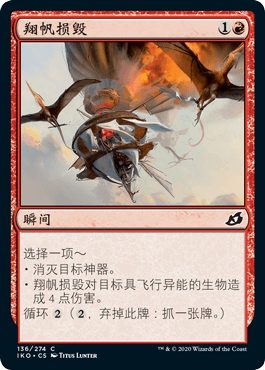 翔帆损毁 1
瞬间
选择一项～
• 消灭目标神器。
• 翔帆损毁对目标具飞行异能的生物造
成4点伤害。
循环 2（2，弃掉此牌：抓一张牌。）
136/274 C
IKO • CS TITUS LUNTER
™ & © 2020 Wizards of the Coast